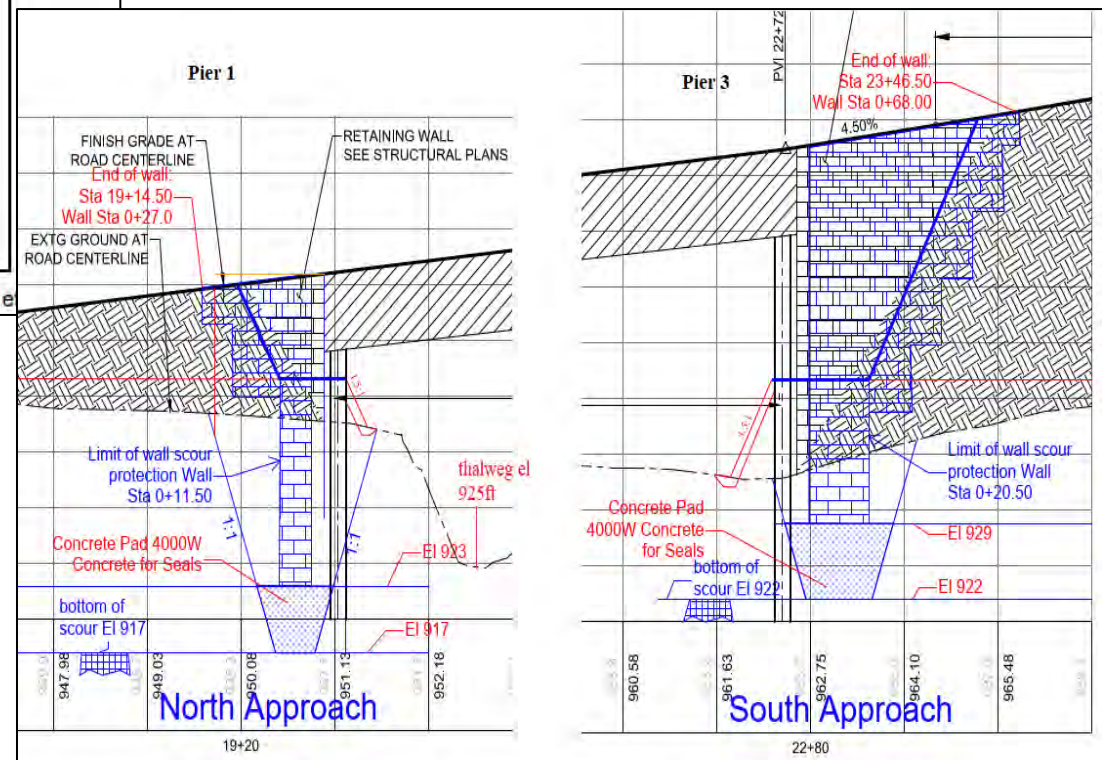 Pier 1
FINISH GRADE AT
ROAD CENTERLINE
End of wall:
Sta 19+14.50
Wall Sta 0+27.0
EXTG GROUND AT
ROAD CENTERLINE
RETAINING WALL
SEE STRUCTURAL PLANS
Limit of wall scour
protection Wall
Sta 0+11.50
1:1
1:1
thalweg el
925ft
Concrete Pad 4000W
Concrete for Seals
El 923
bottom of
scour El 917
El 917
947.98
949.03
950.08
951.13
952.18
North Approach
19+20
Pier 3
PVI 22+72
End of wall:
Sta 23+46.50
Wall Sta 0+68.00
4.50%
Limit of wall scour
protection Wall
Sta 0+20.50
Concrete Pad
4000W Concrete
for Seals
El 929
bottom of
scour El 922
El 922
960.58
961.63
962.75
964.10
965.48
South Approach
22+80